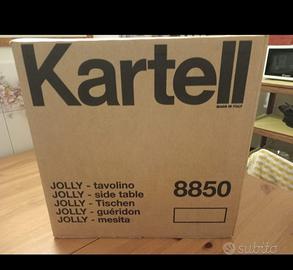 Kartell
MADE IN ITALY
JOLLY - tavolino
JOLLY - side table
JOLLY - Tischen
JOLLY - guéridon
JOLLY - mesita
8850
subito